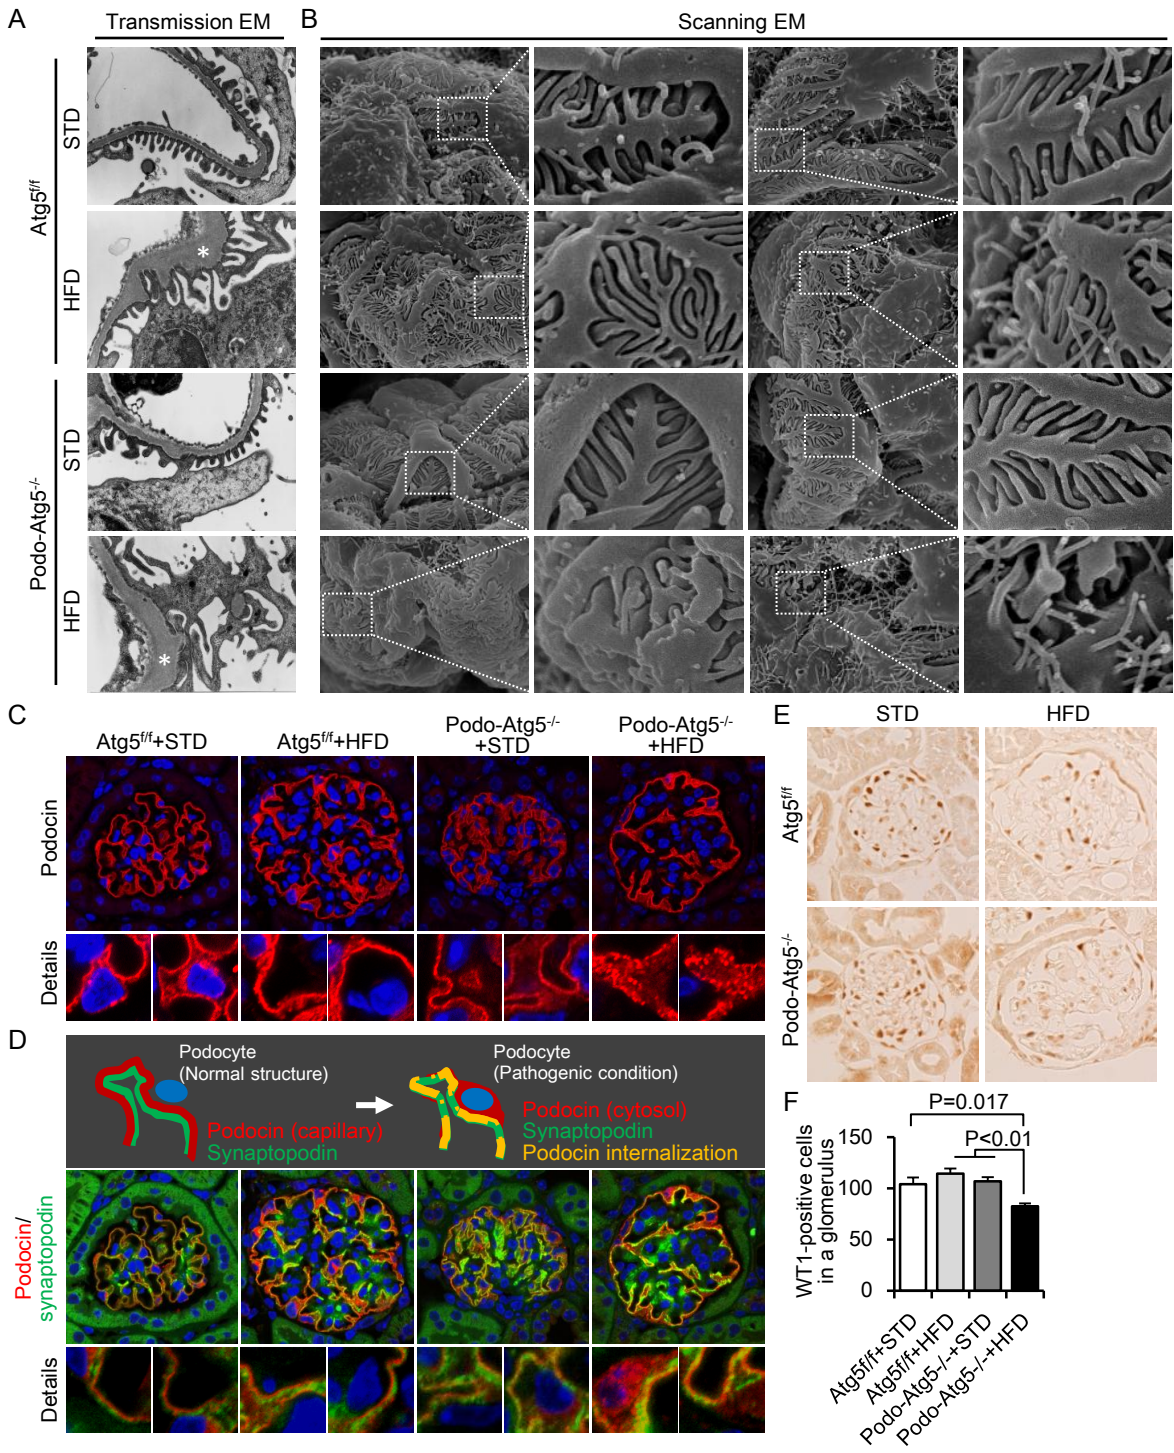 A
Transmission EM
B
Scanning EM
Atg5f/f
STD
HFD
*
Podo-Atg5-/-
STD
HFD
*
C
Atg5f/f+STD
Atg5f/f+HFD
Podo-Atg5-/-
+STD
Podo-Atg5-/-
+HFD
Podocin
Details
D
Podocyte
(Normal structure)
Podocin (capillary)
Synaptopodin
Podocyte
(Pathogenic condition)
Podocin (cytosol)
Synaptopodin
Podocin internalization
Podocin/
synaptopodin
Details
E
STD
HFD
Atg5f/f
Podo-Atg5-/-
F
P=0.017
P<0.01
WT1-positive cells
in a glomerulus
150
100
50
0
Atg5f/f+STD
Atg5f/f+HFD
Podo-Atg5-/-+STD
Podo-Atg5-/-+HFD